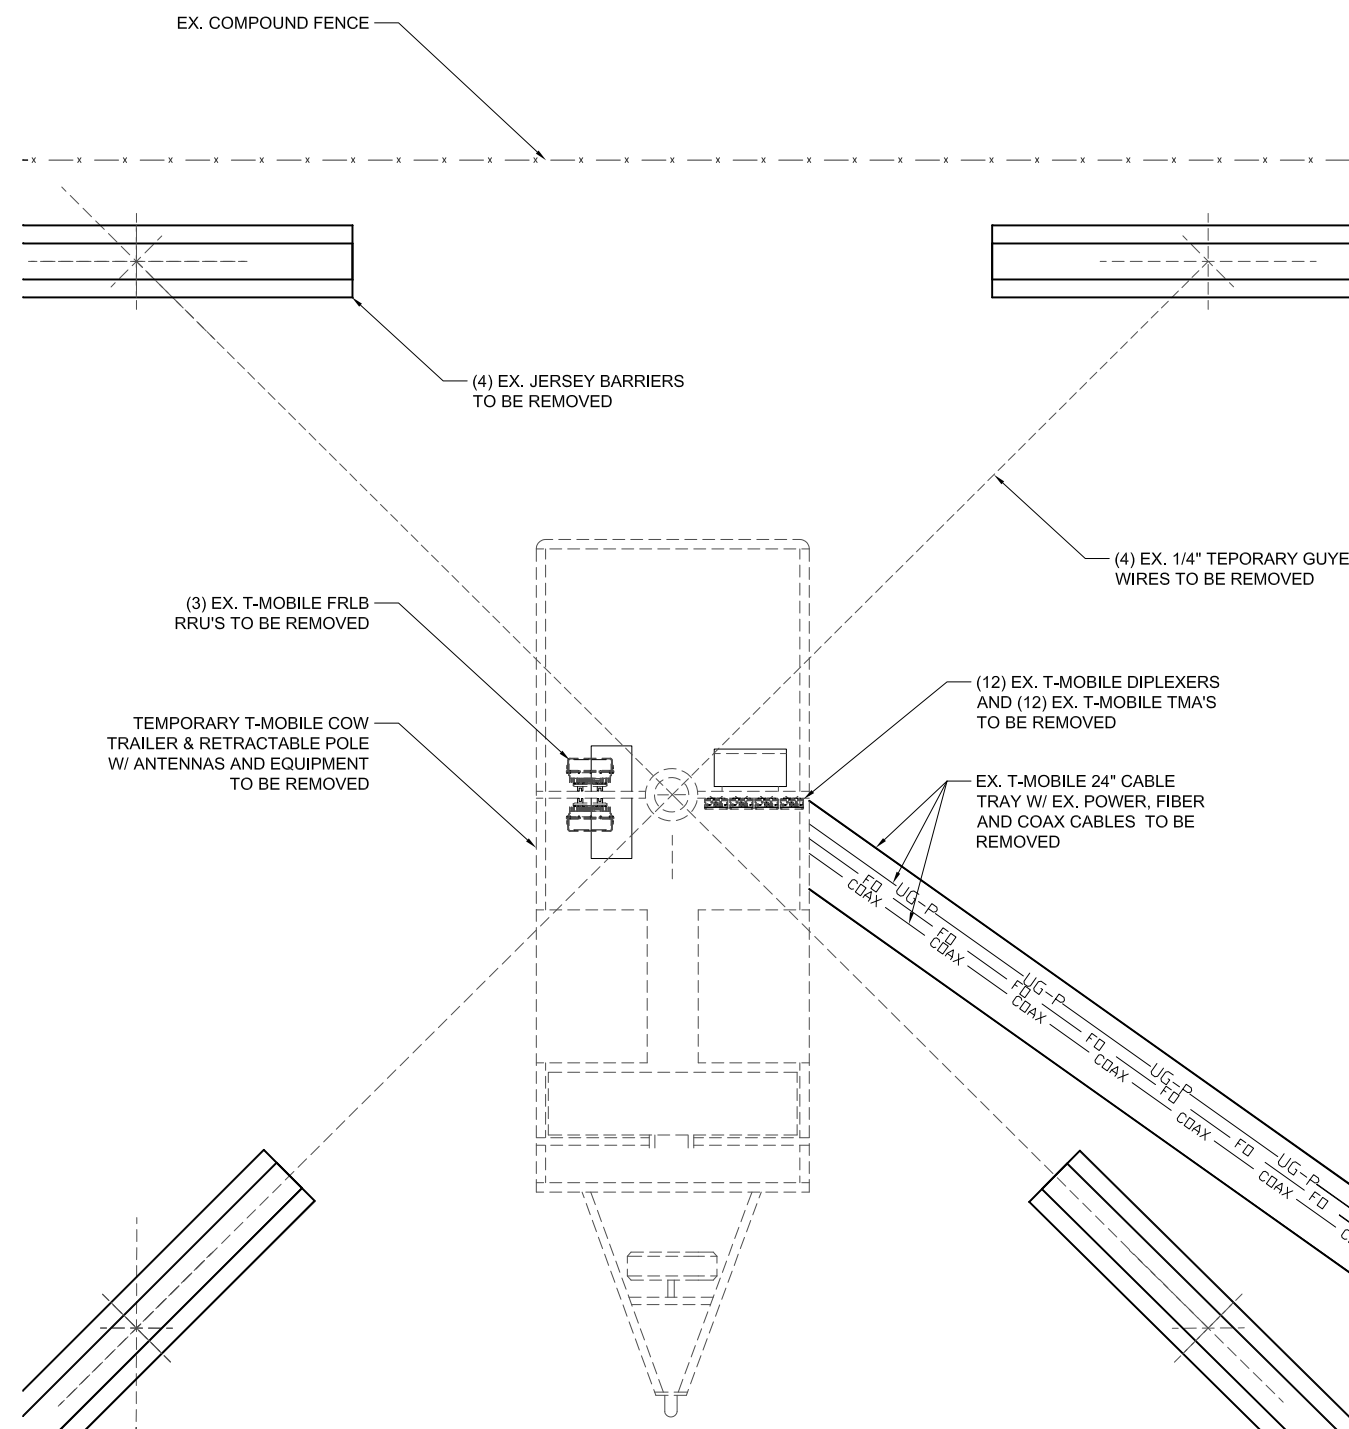 EX. COMPOUND FENCE
(4) EX. JERSEY BARRIERS
TO BE REMOVED
(4) EX. 1/4" TEPORARY GUYE
WIRES TO BE REMOVED
(3) EX. T-MOBILE FRLB
RRU'S TO BE REMOVED
(12) EX. T-MOBILE DIPLEXERS
AND (12) EX. T-MOBILE TMA'S
TO BE REMOVED
TEMPORARY T-MOBILE COW
TRAILER & RETRACTABLE POLE
W/ ANTENNAS AND EQUIPMENT
TO BE REMOVED
EX. T-MOBILE 24" CABLE
TRAY W/ EX. POWER, FIBER
AND COAX CABLES TO BE
REMOVED
UG-P UG-P UG-P UG-P
FO FO FO FO FO FO FO
COAX COAX COAX COAX COAX COAX C